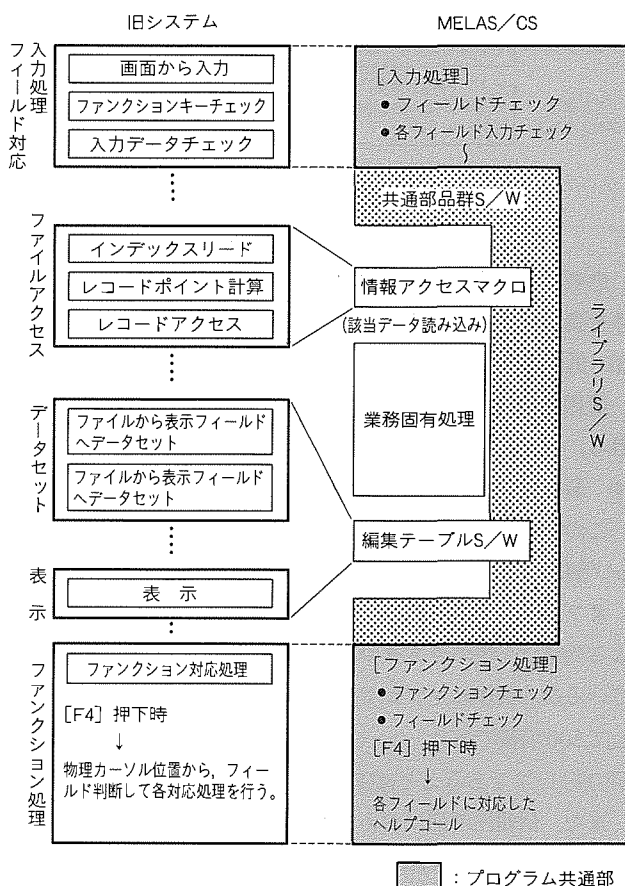 旧システム
MELAS/CS
入力処理
フィールド対応
画面から入力
ファンクションキーチェック
入力データチェック
[入力処理]
●フィールドチェック
●各フィールド入力チェック
〜
共通部品群S/W
ファイルアクセス
インデックスリード
レコードポイント計算
レコードアクセス
情報アクセスマクロ
(該当データ読み込み)
業務固有処理
ライブラリS/W
データセット
ファイルから表示フィールド
へデータセット
ファイルから表示フィールド
へデータセット
編集テーブルS/W
表示
表 示
ファンクション処理
ファンクション対応処理
[F4] 押下時
↓
物理カーソル位置から,フィー
ルド判断して各対応処理を行う。
[ファンクション処理]
●ファンクションチェック
●フィールドチェック
[F4] 押下時
↓
各フィールドに対応した
ヘルプコール
:プログラム共通部